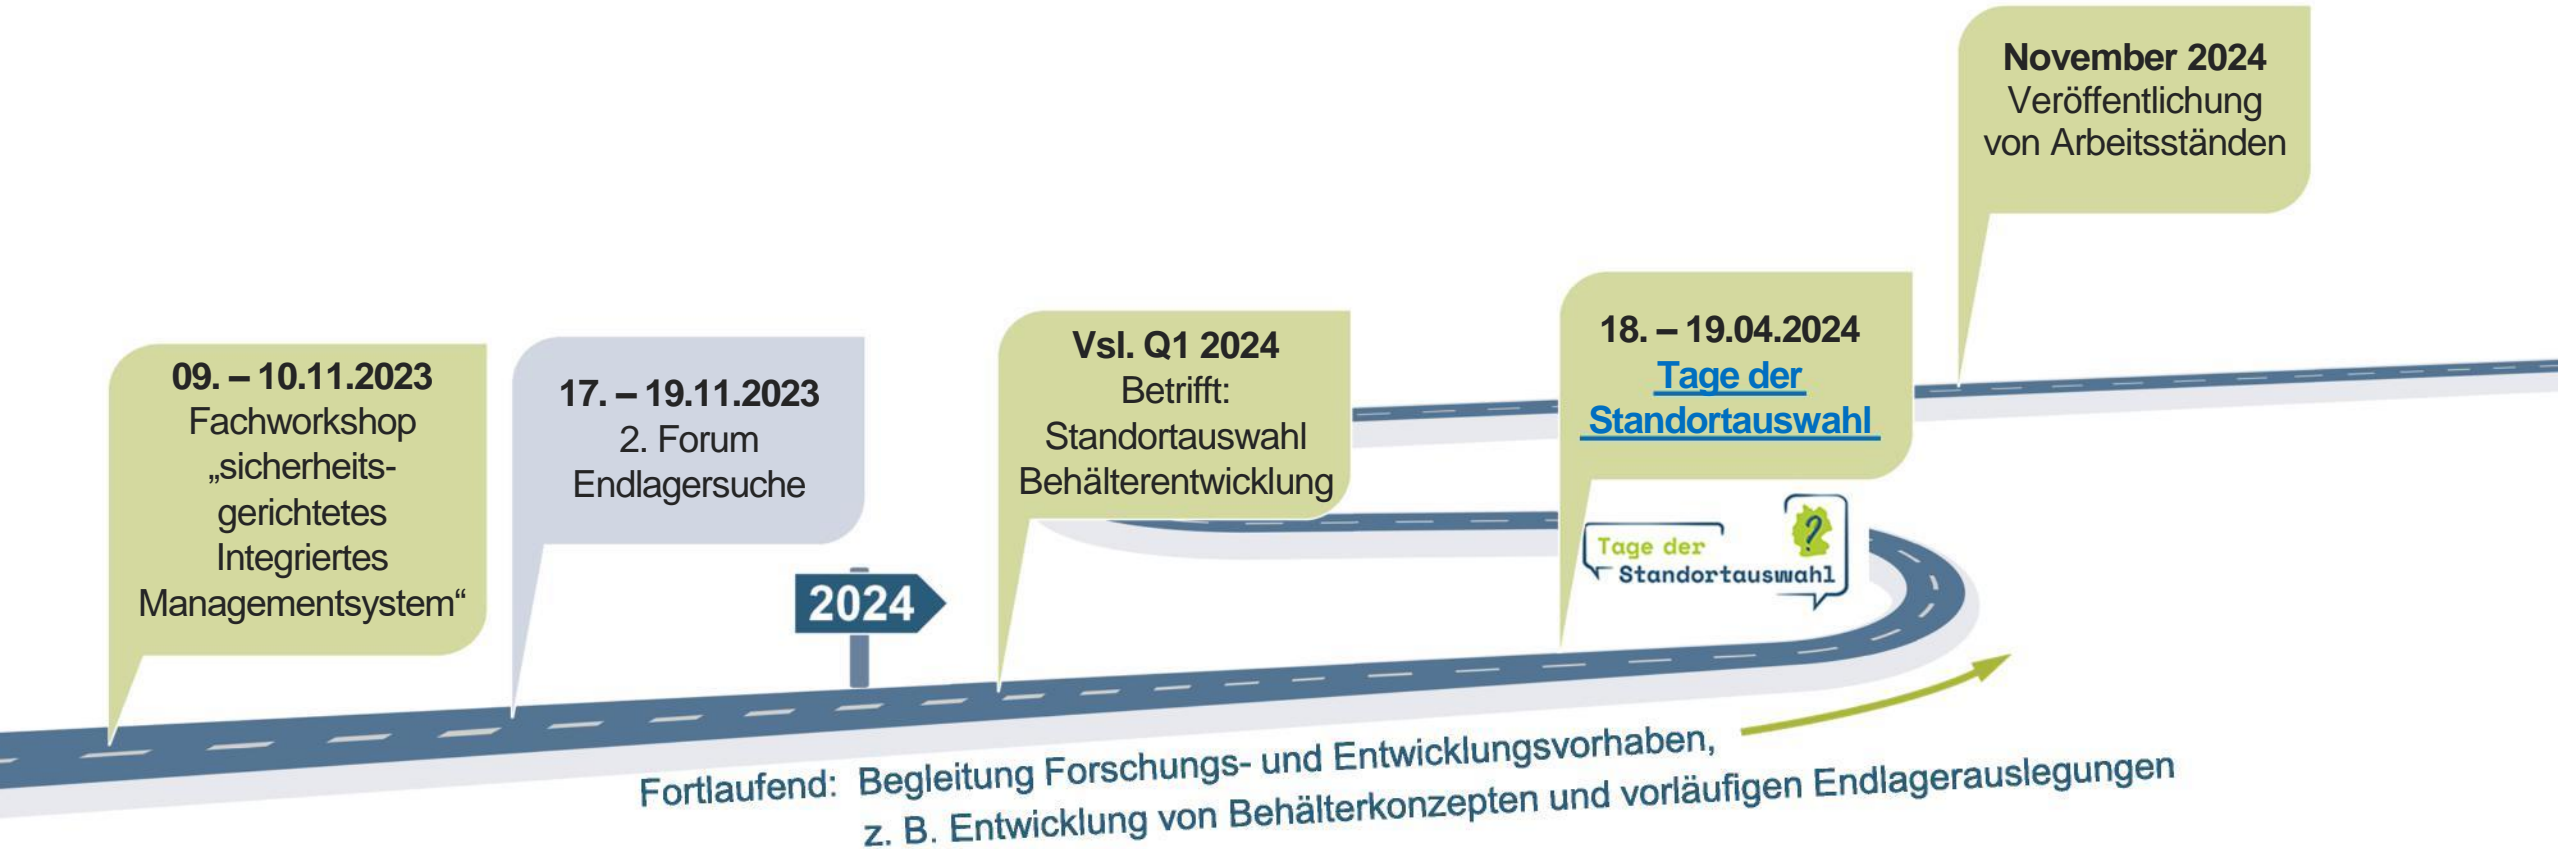 09. – 10.11.2023
Fachworkshop
„sicherheits-
gerichtetes
Integriertes
Managementsystem“
17. – 19.11.2023
2. Forum
Endlagersuche
2024
Vsl. Q1 2024
Betrifft:
Standortauswahl
Behälterentwicklung
18. – 19.04.2024
Tage der
Standortauswahl
Tage der
Standortauswahl
?
November 2024
Veröffentlichung
von Arbeitsständen
Fortlaufend: Begleitung Forschungs- und Entwicklungsvorhaben,
z. B. Entwicklung von Behälterkonzepten und vorläufigen Endlagerauslegungen